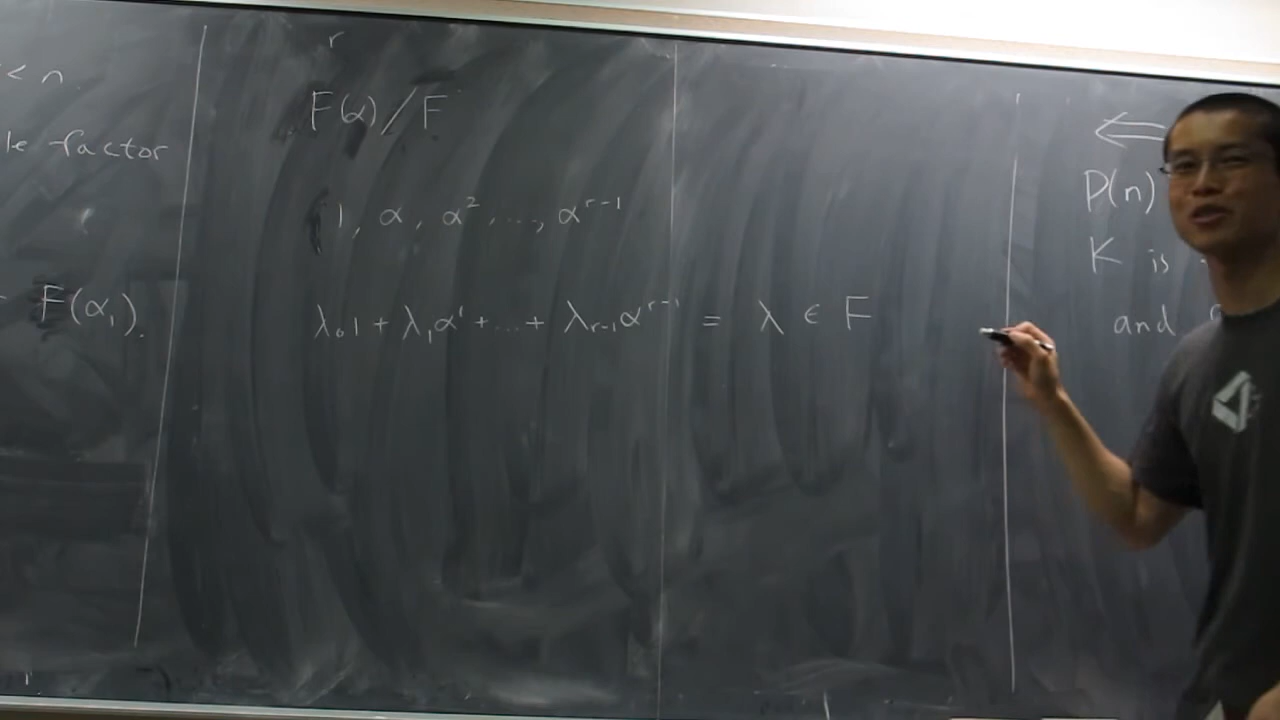 < n
le factor
F(α₁).
r
F(α)/F
1, α, α², ..., α^{r-1}
λ₀1 + λ₁α¹ + ... + λ_{r-1}α^{r-1} = λ ∈ F
⇐
P(n)
K is
and